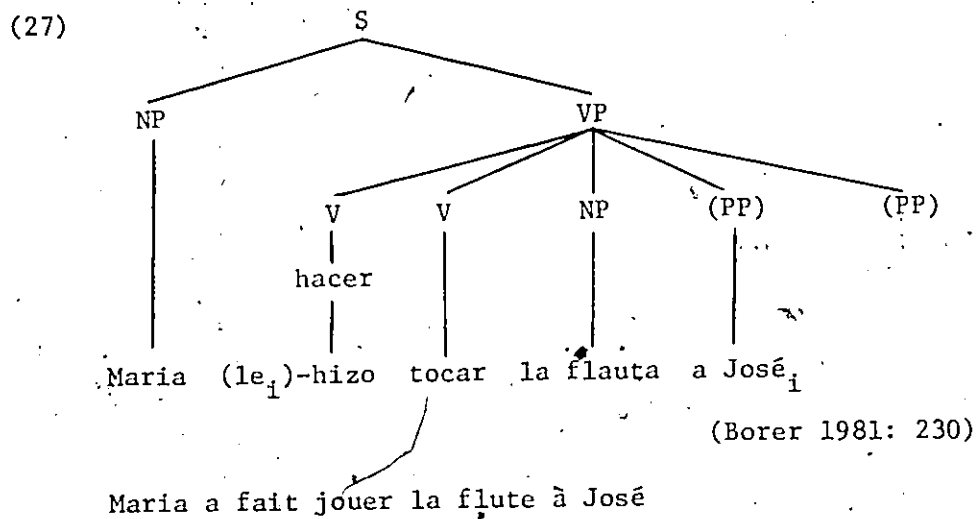 (27)
S
NP VP
V V NP (PP) (PP)
hacer
Maria (le_i)-hizo tocar la flauta a José_i
(Borer 1981: 230)
Maria a fait jouer la flute à José